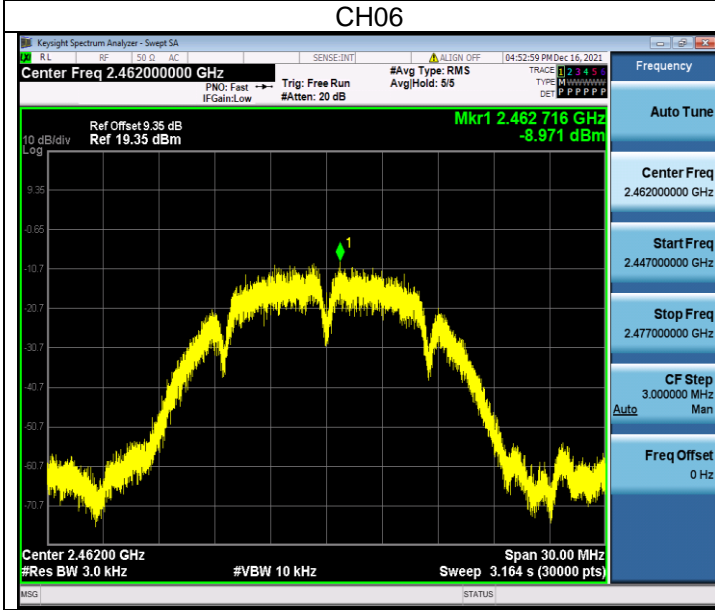 CH06
Keysight Spectrum Analyzer - Swept SA
RL RF 50 Ω AC SENSE:INT ALIGN OFF 04:52:59 PM Dec 16, 2021
Center Freq 2.462000000 GHz #Avg Type: RMS TRACE 1 2 3 4 5 6
PNO: Fast Trig: Free Run Avg|Hold: 5/5 TYPE M WWWWW
IFGain:Low #Atten: 20 dB DET P P P P P P
Ref Offset 9.35 dB Mkr1 2.462 716 GHz
10 dB/div Ref 19.35 dBm -8.971 dBm
Log
9.35
-0.65
1
-10.7
-20.7
-30.7
-40.7
-50.7
-60.7
-70.7
Center 2.46200 GHz Span 30.00 MHz
#Res BW 3.0 kHz #VBW 10 kHz Sweep 3.164 s (30000 pts)
MSG STATUS
Frequency
Auto Tune
Center Freq
2.462000000 GHz
Start Freq
2.447000000 GHz
Stop Freq
2.477000000 GHz
CF Step
3.000000 MHz
Auto Man
Freq Offset
0 Hz